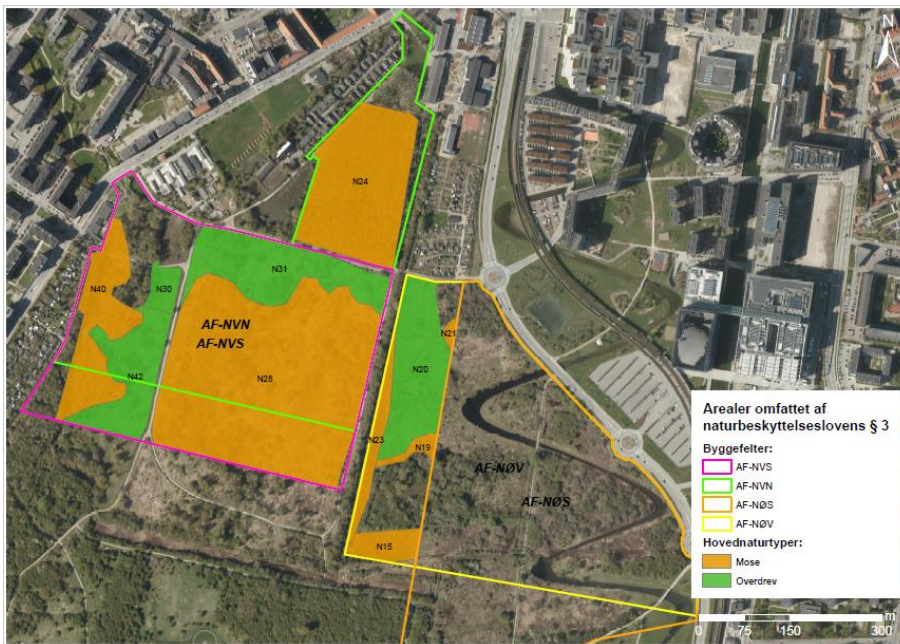 N
N24
N31
N40
N30
AF-NVN
AF-NVS
N42
N28
N21
N20
N23
N19
AF-NØV
AF-NØS
N15
Arealer omfattet af
naturbeskyttelseslovens § 3
Byggefelter:
AF-NVS
AF-NVN
AF-NØS
AF-NØV
Hovednaturtyper:
Mose
Overdrev
0 75 150 300
m